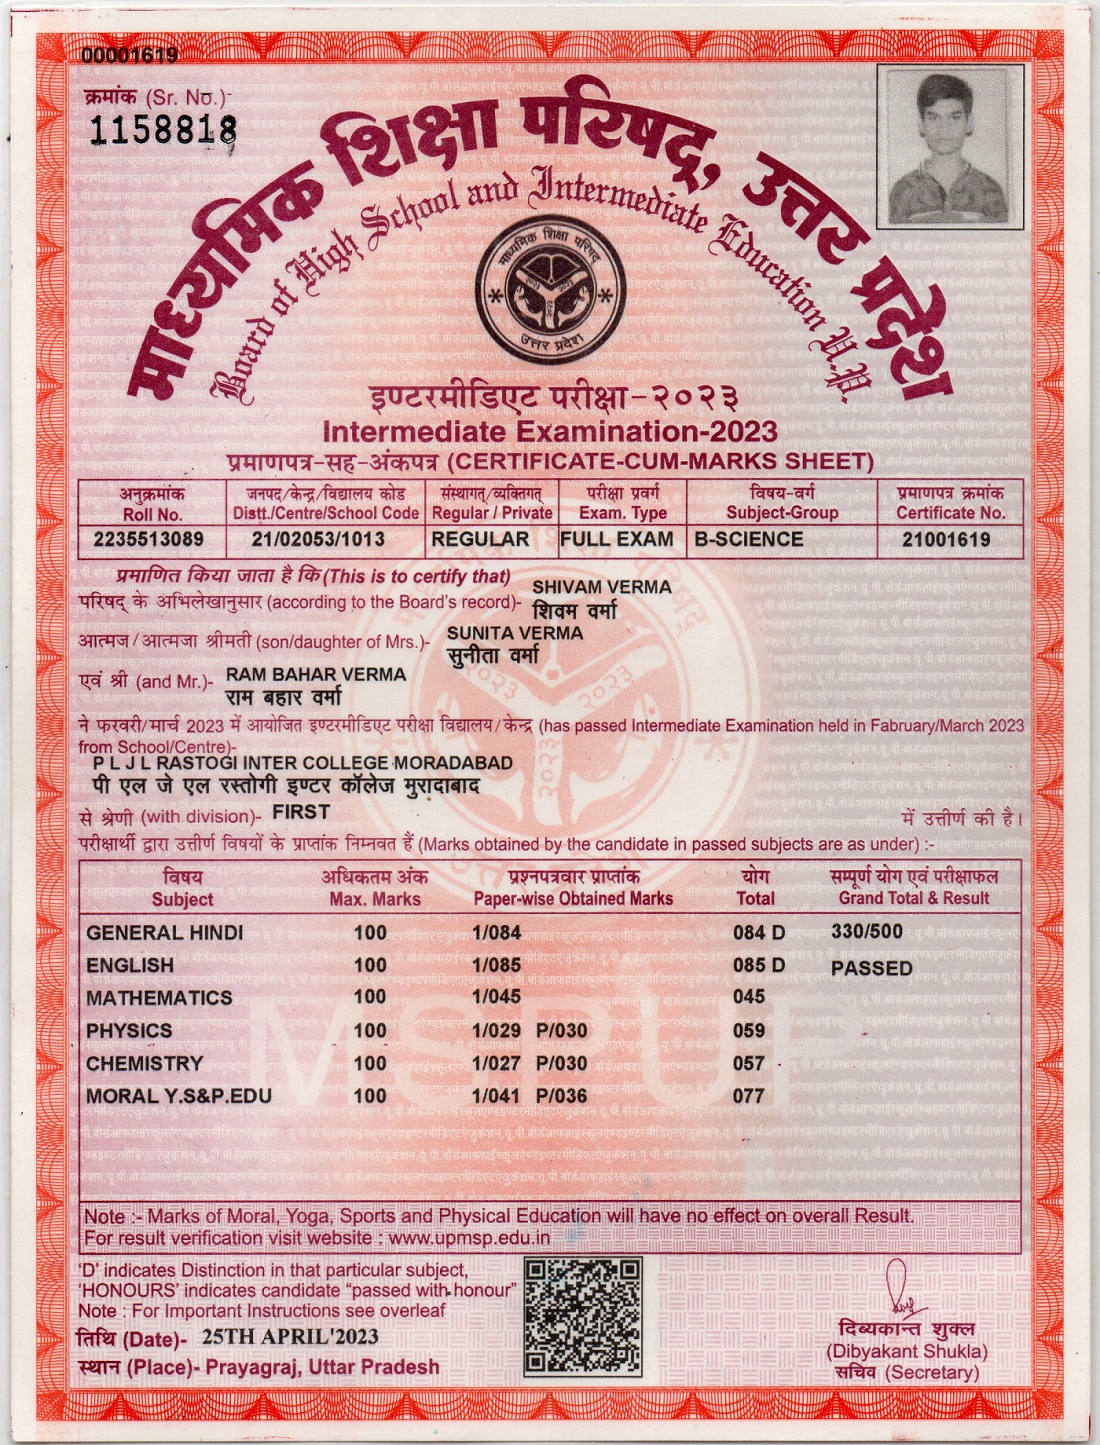 00001619
क्रमांक (Sr. No.)-
1158818
माध्यमिक शिक्षा परिषद्, उत्तर प्रदेश
Board of High School and Intermediate Education U.P.
माध्यमिक शिक्षा परिषद्
उत्तर प्रदेश
इण्टरमीडिएट परीक्षा-२०२३
Intermediate Examination-2023
प्रमाणपत्र-सह-अंकपत्र (CERTIFICATE-CUM-MARKS SHEET)
अनुक्रमांक जनपद/केन्द्र/विद्यालय कोड संस्थागत्/व्यक्तिगत् परीक्षा प्रवर्ग विषय-वर्ग प्रमाणपत्र क्रमांक
Roll No. Distt./Centre/School Code Regular / Private Exam. Type Subject-Group Certificate No.
2235513089 21/02053/1013 REGULAR FULL EXAM B-SCIENCE 21001619
प्रमाणित किया जाता है कि (This is to certify that)
SHIVAM VERMA
परिषद् के अभिलेखानुसार (according to the Board's record)- शिवम वर्मा
SUNITA VERMA
आत्मज/आत्मजा श्रीमती (son/daughter of Mrs.)- सुनीता वर्मा
RAM BAHAR VERMA
एवं श्री (and Mr.)- राम बहार वर्मा
ने फरवरी/मार्च 2023 में आयोजित इण्टरमीडिएट परीक्षा विद्यालय/केन्द्र (has passed Intermediate Examination held in Fabruary/March 2023
from School/Centre)-
P L J L RASTOGI INTER COLLEGE MORADABAD
पी एल जे एल रस्तोगी इण्टर कॉलेज मुरादाबाद
से श्रेणी (with division)- FIRST में उत्तीर्ण की है।
परीक्षार्थी द्वारा उत्तीर्ण विषयों के प्राप्तांक निम्नवत हैं (Marks obtained by the candidate in passed subjects are as under) :-
विषय अधिकतम अंक प्रश्नपत्रवार प्राप्तांक योग सम्पूर्ण योग एवं परीक्षाफल
Subject Max. Marks Paper-wise Obtained Marks Total Grand Total & Result
GENERAL HINDI 100 1/084 084 D 330/500
ENGLISH 100 1/085 085 D PASSED
MATHEMATICS 100 1/045 045
PHYSICS 100 1/029 P/030 059
CHEMISTRY 100 1/027 P/030 057
MORAL Y.S&P.EDU 100 1/041 P/036 077
Note :- Marks of Moral, Yoga, Sports and Physical Education will have no effect on overall Result.
For result verification visit website : www.upmsp.edu.in
'D' indicates Distinction in that particular subject,
'HONOURS' indicates candidate "passed with honour"
Note : For Important Instructions see overleaf
तिथि (Date)- 25TH APRIL'2023
स्थान (Place)- Prayagraj, Uttar Pradesh
दिब्यकान्त शुक्ल
(Dibyakant Shukla)
सचिव (Secretary)